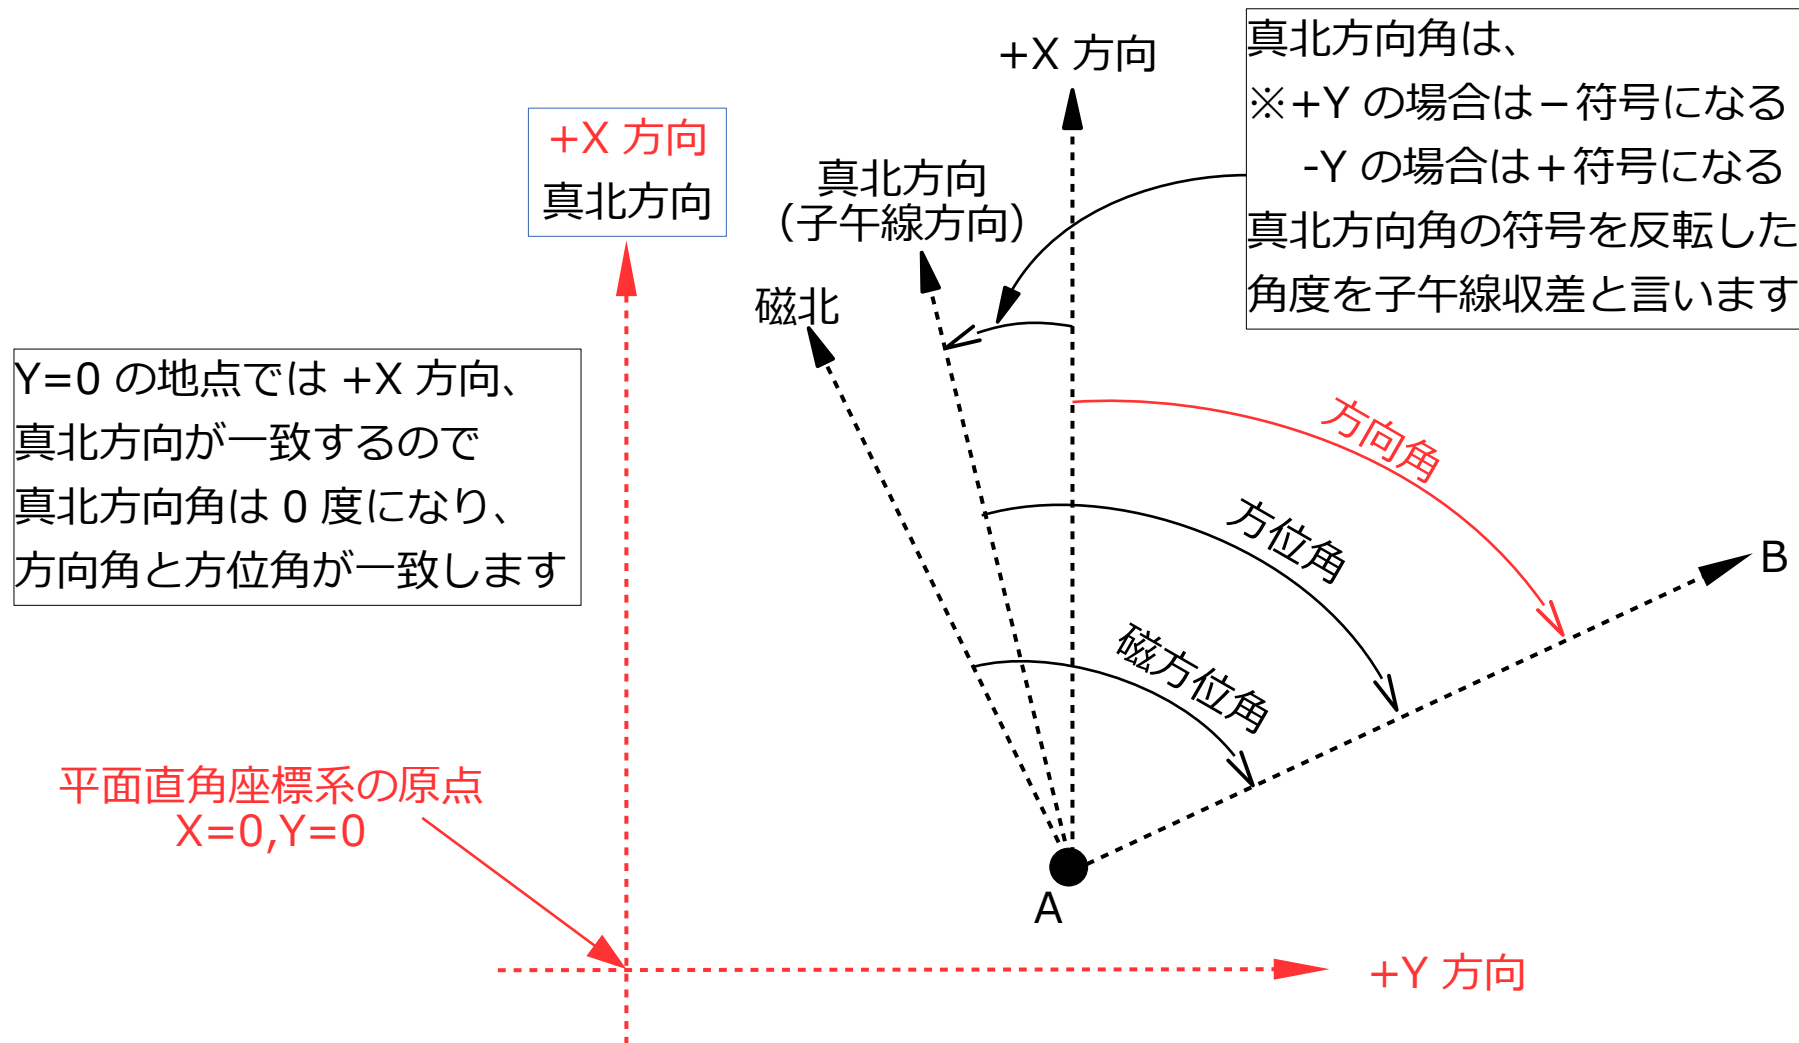 +X 方向
真北方向
真北方向
(子午線方向)
磁北
+X 方向
真北方向角は、
※+Y の場合は−符号になる
-Y の場合は+符号になる
真北方向角の符号を反転した
角度を子午線収差と言います
Y=0 の地点では +X 方向、
真北方向が一致するので
真北方向角は 0 度になり、
方向角と方位角が一致します
方向角
方位角
磁方位角
B
平面直角座標系の原点
X=0,Y=0
A
+Y 方向